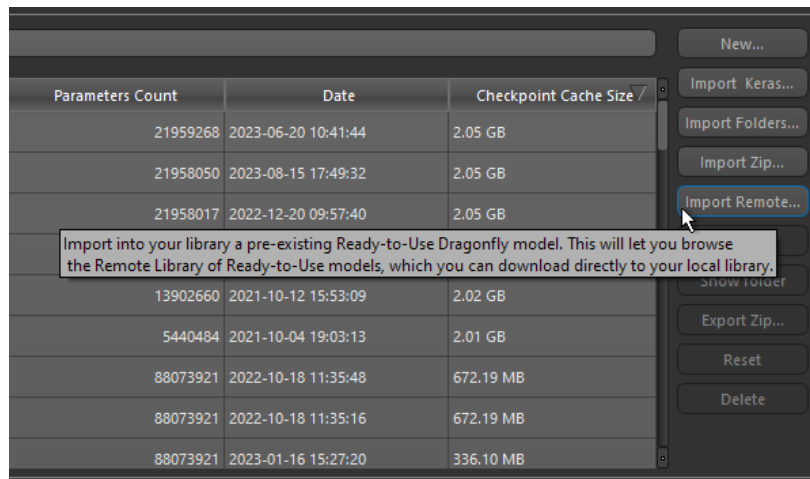 New...
Parameters Count Date Checkpoint Cache Size
Import Keras...
21959268 2023-06-20 10:41:44 2.05 GB
Import Folders...
21958050 2023-08-15 17:49:32 2.05 GB
Import Zip...
21958017 2022-12-20 09:57:40 2.05 GB
Import Remote...
Import into your library a pre-existing Ready-to-Use Dragonfly model. This will let you browse
the Remote Library of Ready-to-Use models, which you can download directly to your local library.
13902660 2021-10-12 15:53:09 2.02 GB
Show folder
5440484 2021-10-04 19:03:13 2.01 GB
Export Zip...
88073921 2022-10-18 11:35:48 672.19 MB
Reset
88073921 2022-10-18 11:35:16 672.19 MB
Delete
88073921 2023-01-16 15:27:20 336.10 MB